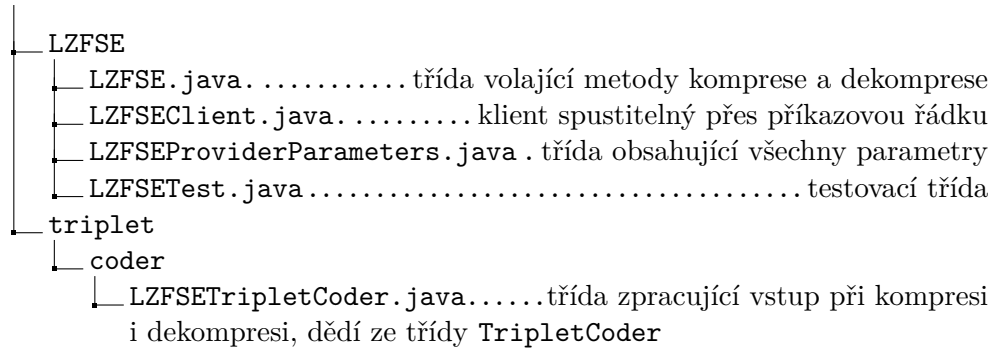 LZFSE
LZFSE.java. ............třída volající metody komprese a dekomprese
LZFSEClient.java. ..........klient spustitelný přes příkazovou řádku
LZFSEProviderParameters.java . třída obsahující všechny parametry
LZFSETest.java......................................testovací třída
triplet
coder
LZFSETripletCoder.java......třída zpracující vstup při kompresi
i dekompresi, dědí ze třídy TripletCoder